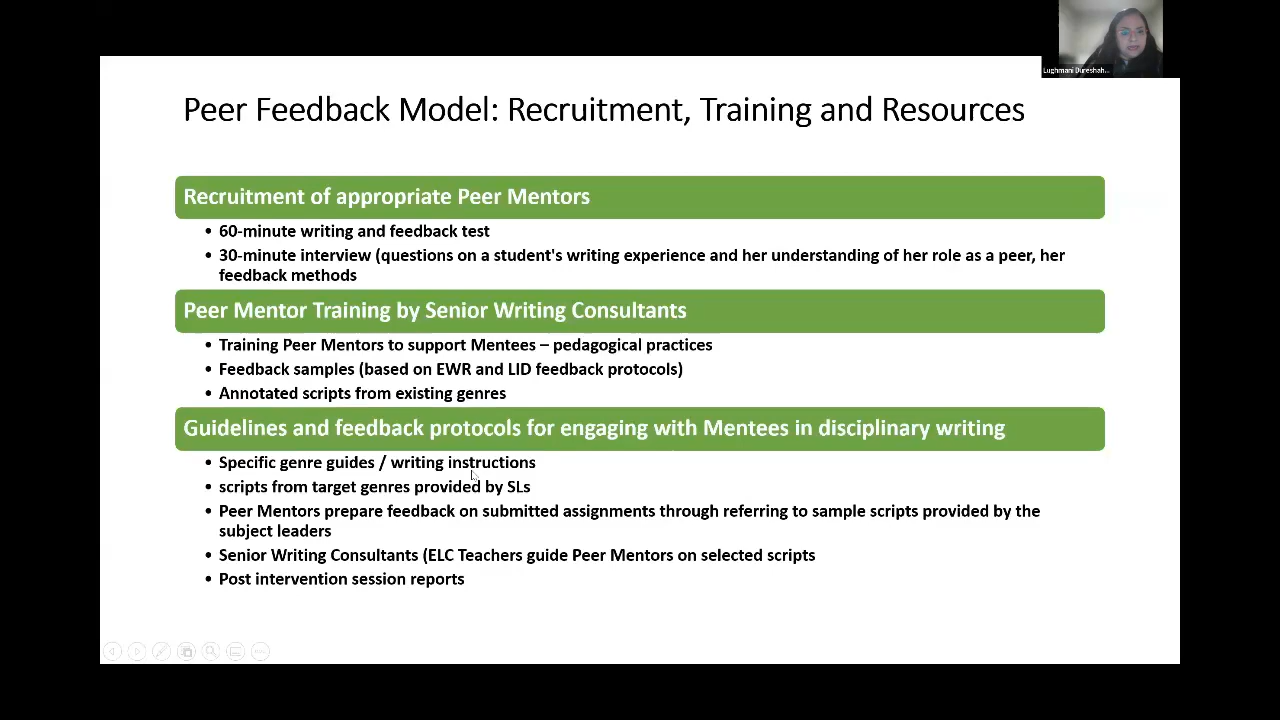 Lughmani Dureshah...
Peer Feedback Model: Recruitment, Training and Resources
Recruitment of appropriate Peer Mentors
• 60-minute writing and feedback test
• 30-minute interview (questions on a student's writing experience and her understanding of her role as a peer, her
feedback methods
Peer Mentor Training by Senior Writing Consultants
• Training Peer Mentors to support Mentees – pedagogical practices
• Feedback samples (based on EWR and LID feedback protocols)
• Annotated scripts from existing genres
Guidelines and feedback protocols for engaging with Mentees in disciplinary writing
• Specific genre guides / writing instructions
• scripts from target genres provided by SLs
• Peer Mentors prepare feedback on submitted assignments through referring to sample scripts provided by the
subject leaders
• Senior Writing Consultants (ELC Teachers guide Peer Mentors on selected scripts
• Post intervention session reports